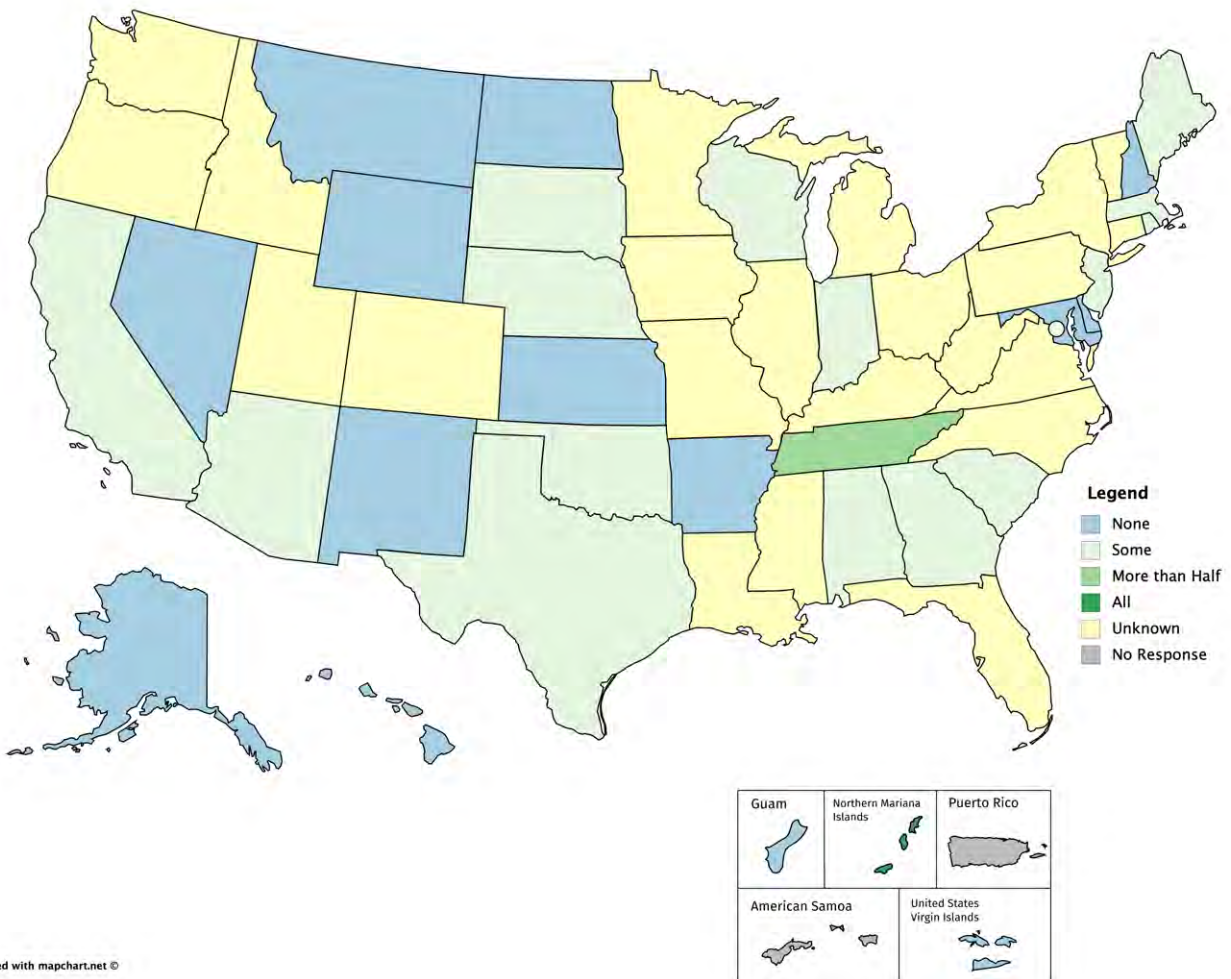 Legend
None
Some
More than Half
All
Unknown
No Response
Guam
Northern Mariana
Islands
Puerto Rico
American Samoa
United States
Virgin Islands
ed with mapchart.net ©